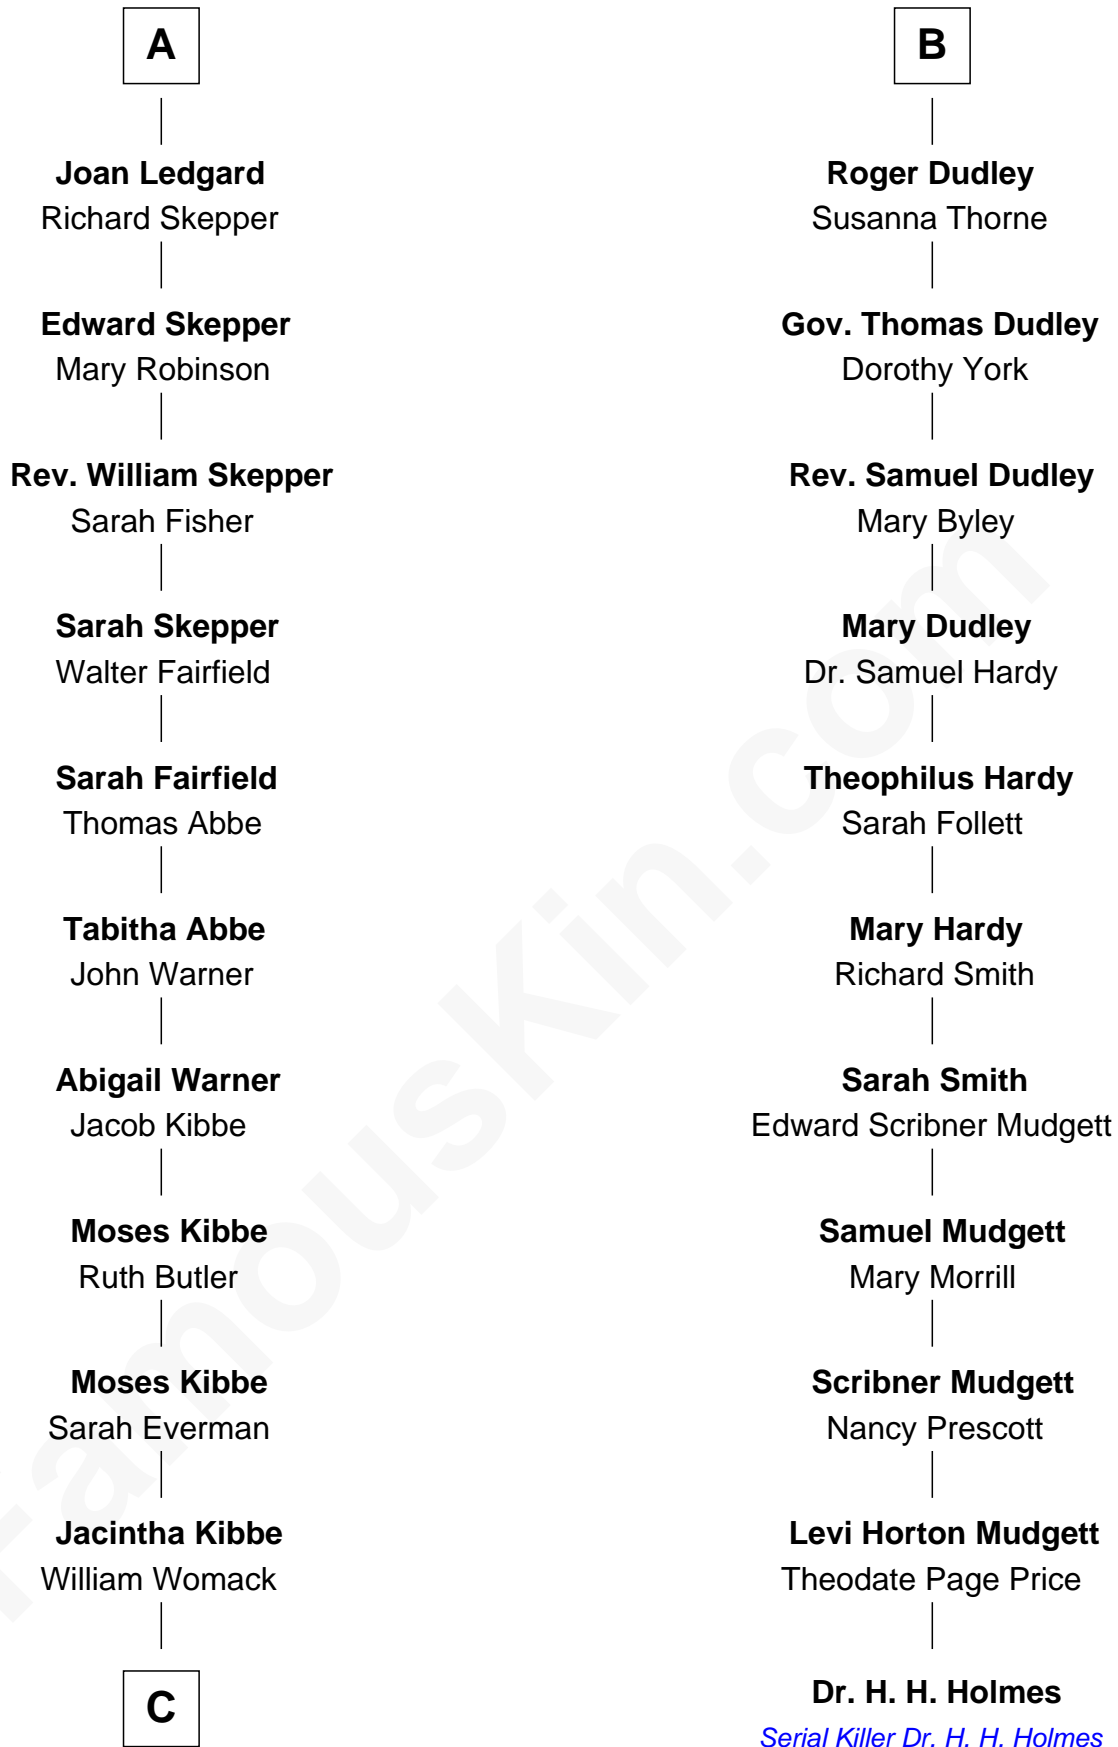 A
B
Joan Ledgard
Richard Skepper
Roger Dudley
Susanna Thorne
Edward Skepper
Mary Robinson
Gov. Thomas Dudley
Dorothy York
Rev. William Skepper
Sarah Fisher
Rev. Samuel Dudley
Mary Byley
Sarah Skepper
Walter Fairfield
Mary Dudley
Dr. Samuel Hardy
Sarah Fairfield
Thomas Abbe
Theophilus Hardy
Sarah Follett
Tabitha Abbe
John Warner
Mary Hardy
Richard Smith
Abigail Warner
Jacob Kibbe
Sarah Smith
Edward Scribner Mudgett
Moses Kibbe
Ruth Butler
Samuel Mudgett
Mary Morrill
Moses Kibbe
Sarah Everman
Scribner Mudgett
Nancy Prescott
Jacintha Kibbe
William Womack
Levi Horton Mudgett
Theodate Page Price
C
Dr. H. H. Holmes
Serial Killer Dr. H. H. Holmes
FamousKin.com